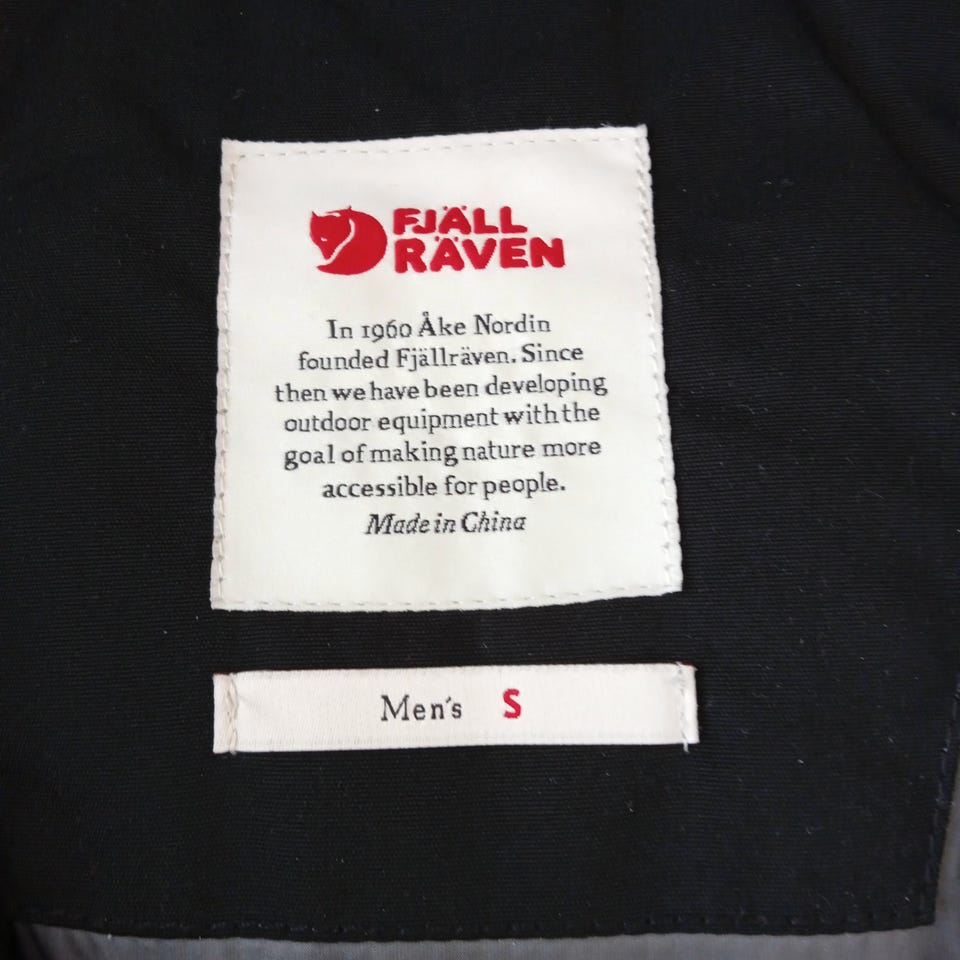 FJÄLL
RÄVEN
In 1960 Åke Nordin
founded Fjällräven. Since
then we have been developing
outdoor equipment with the
goal of making nature more
accessible for people.
Made in China
Men's S